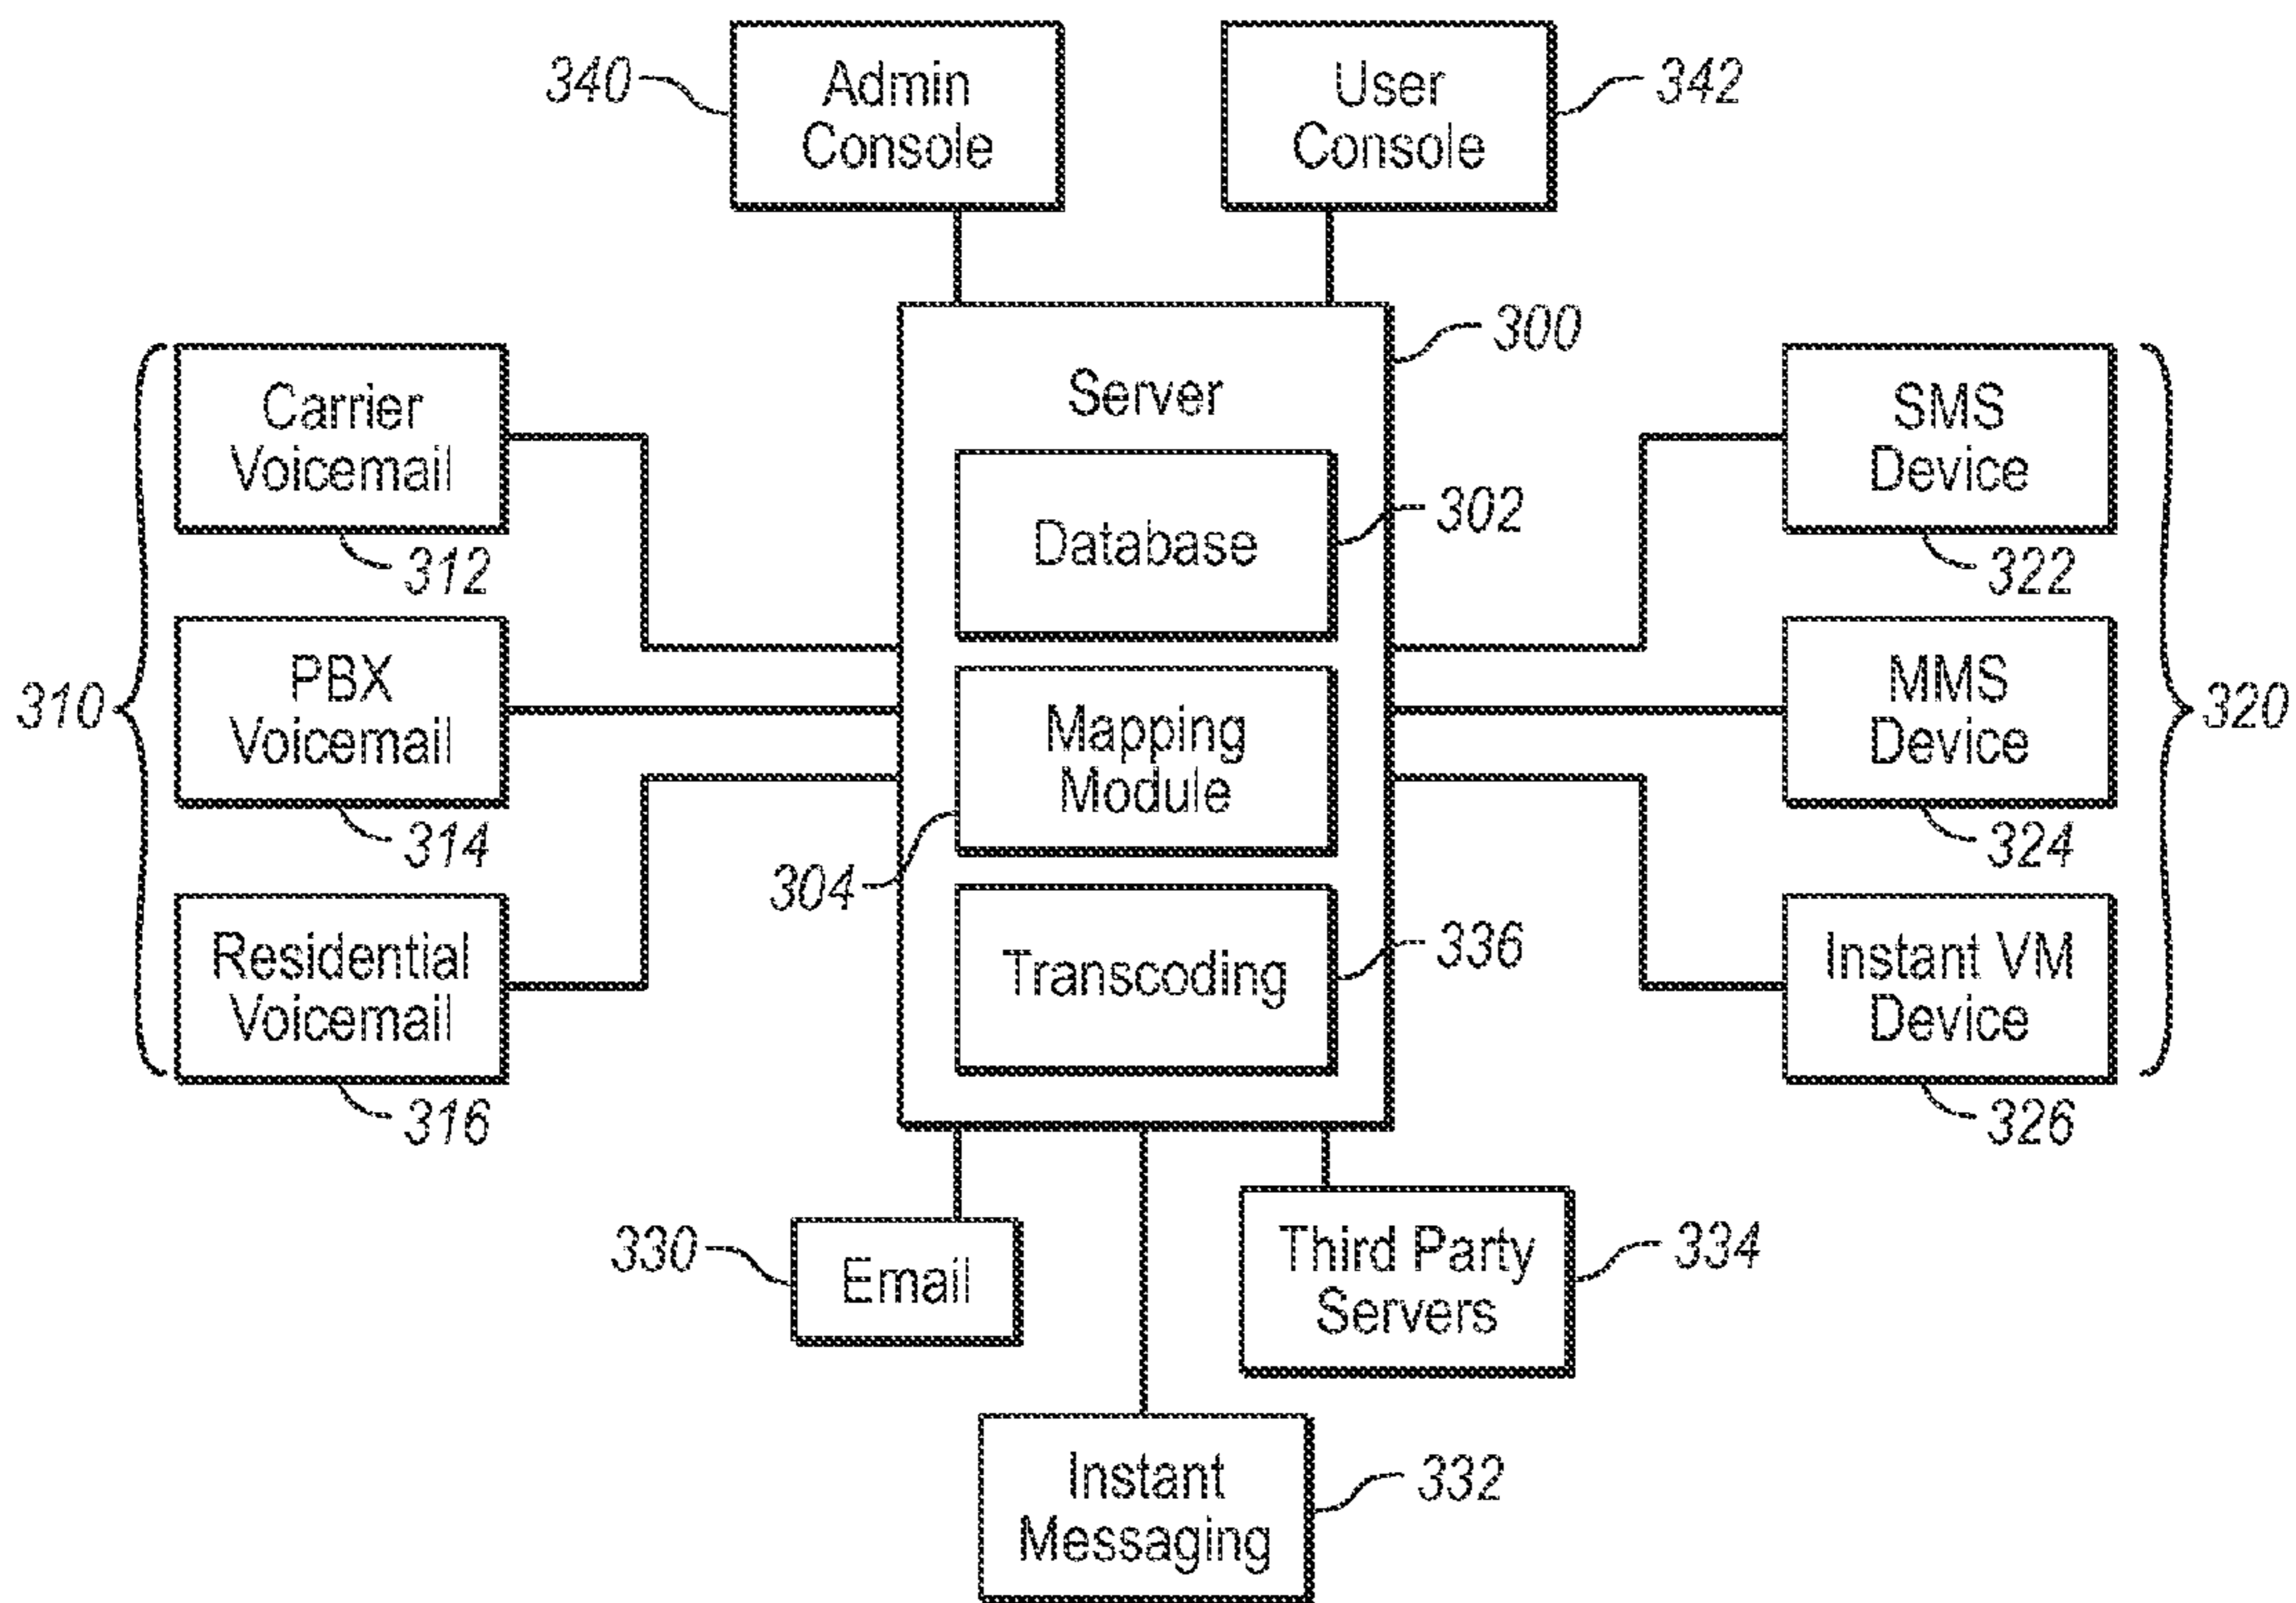 340
Admin
Console
User
Console
342
300
Server
310
Carrier
Voicemail
312
PBX
Voicemail
314
Residential
Voicemail
316
Database
302
Mapping
Module
304
Transcoding
336
SMS
Device
322
MMS
Device
324
Instant VM
Device
326
320
330
Email
Third Party
Servers
334
Instant
Messaging
332